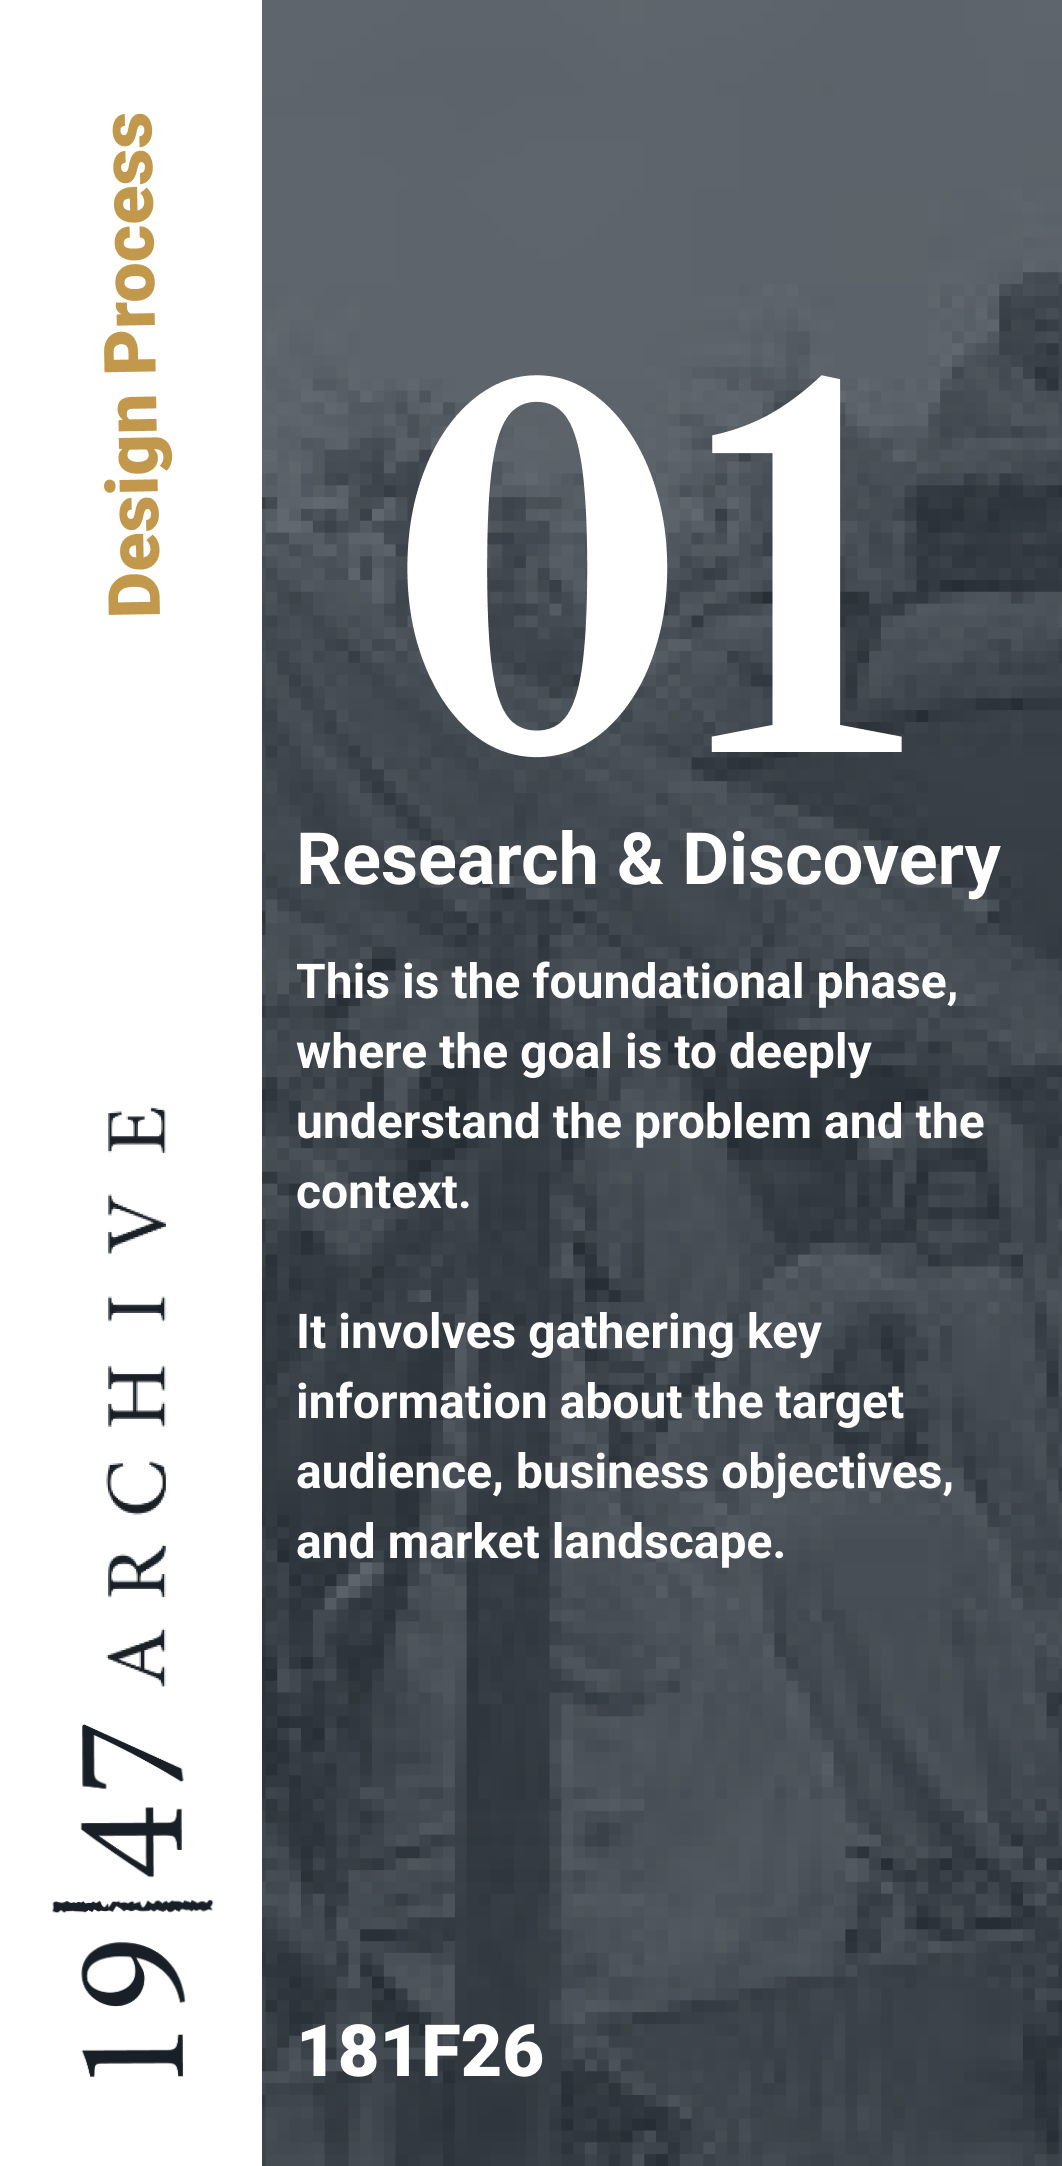 Design Process
19|47 ARCHIVE
01
Research & Discovery
This is the foundational phase,
where the goal is to deeply
understand the problem and the
context.
It involves gathering key
information about the target
audience, business objectives,
and market landscape.
181F26